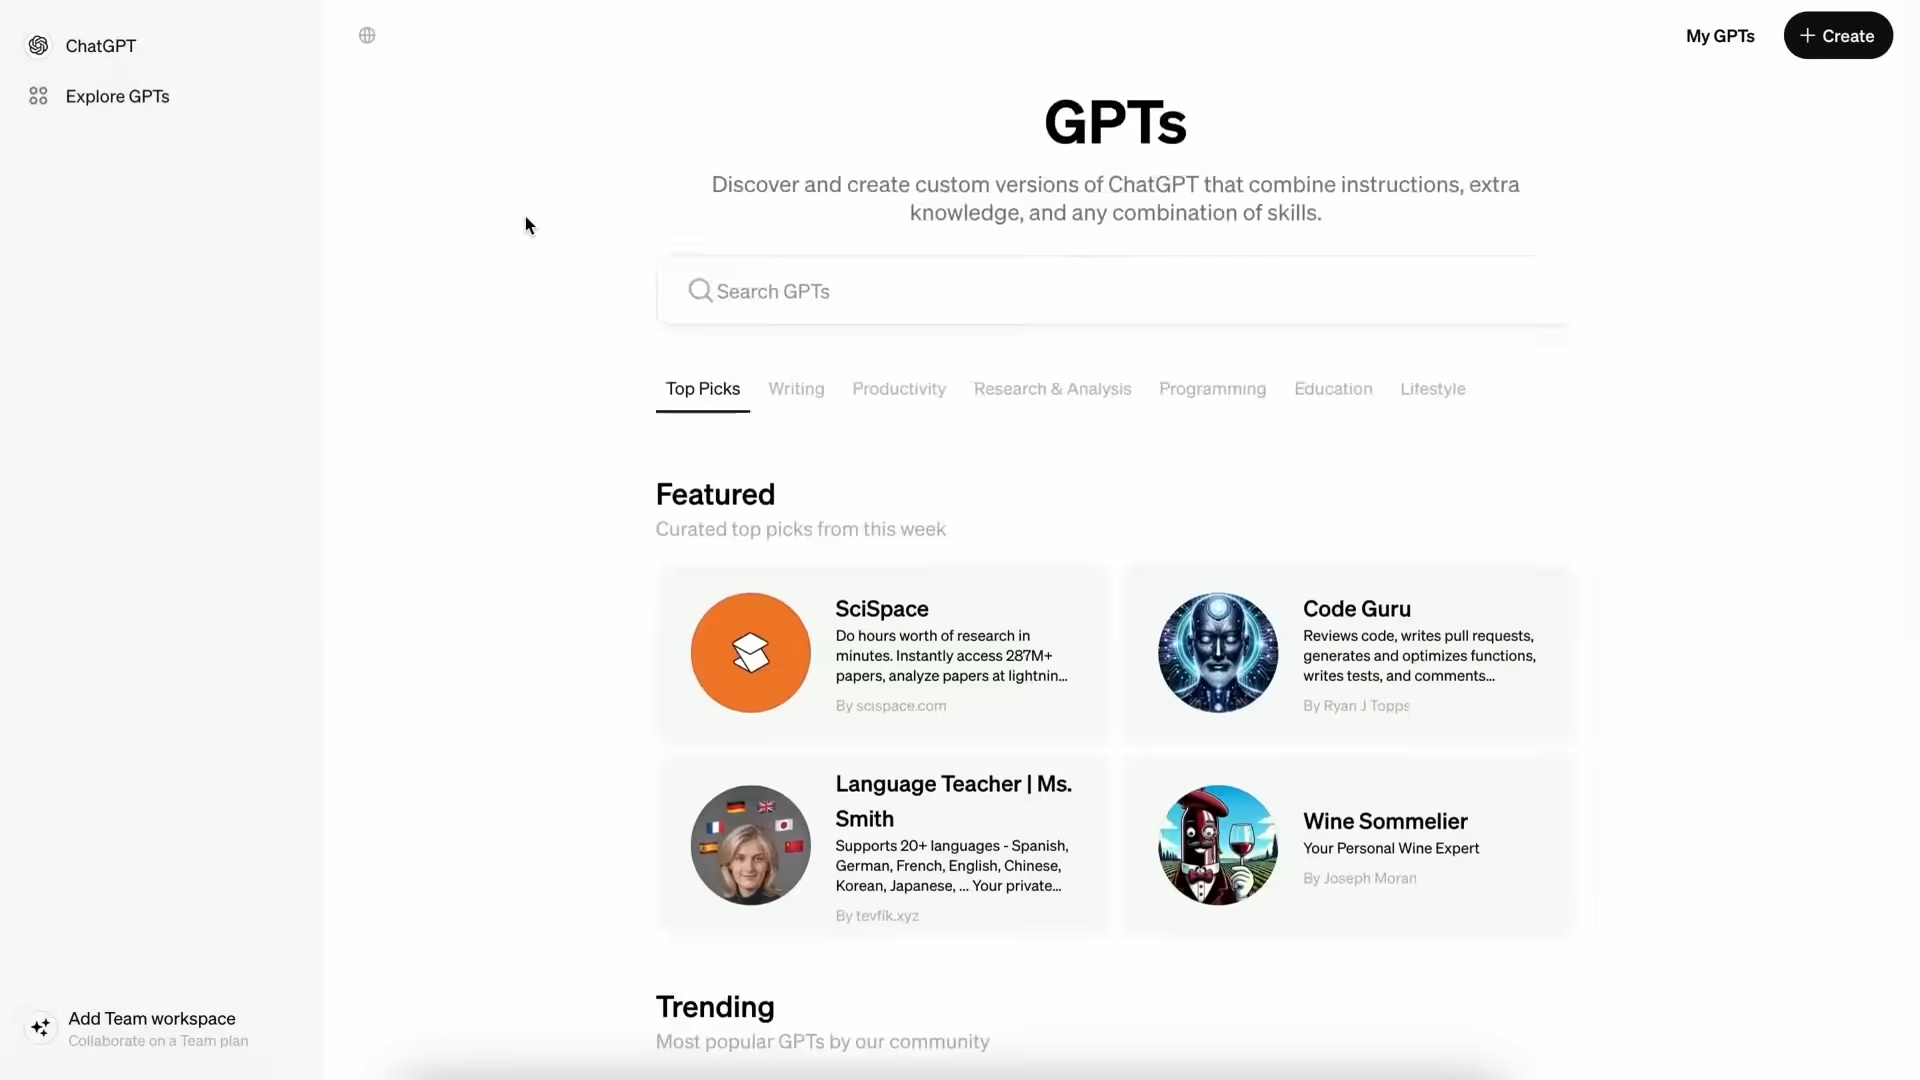 ChatGPT
Explore GPTs
My GPTs
+ Create
GPTs
Discover and create custom versions of ChatGPT that combine instructions, extra
knowledge, and any combination of skills.
Search GPTs
Top Picks Writing Productivity Research & Analysis Programming Education Lifestyle
Featured
Curated top picks from this week
SciSpace
Do hours worth of research in
minutes. Instantly access 287M+
papers, analyze papers at lightnin...
By scispace.com
Code Guru
Reviews code, writes pull requests,
generates and optimizes functions,
writes tests, and comments...
By Ryan J Topps
Language Teacher | Ms.
Smith
Supports 20+ languages - Spanish,
German, French, English, Chinese,
Korean, Japanese, ... Your private...
By tevfik.xyz
Wine Sommelier
Your Personal Wine Expert
By Joseph Moran
Trending
Most popular GPTs by our community
Add Team workspace
Collaborate on a Team plan